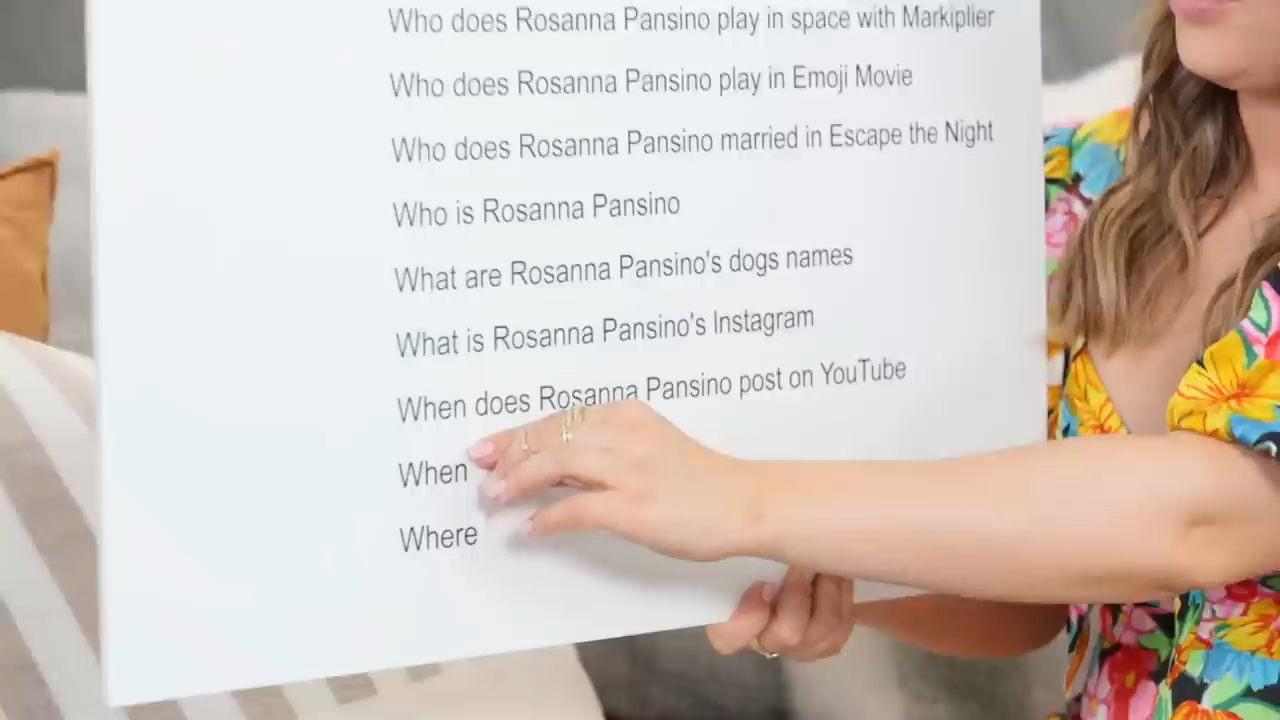 Who does Rosanna Pansino play in space with Markiplier
Who does Rosanna Pansino play in Emoji Movie
Who does Rosanna Pansino married in Escape the Night
Who is Rosanna Pansino
What are Rosanna Pansino's dogs names
What is Rosanna Pansino's Instagram
When does Rosanna Pansino post on YouTube
When
Where